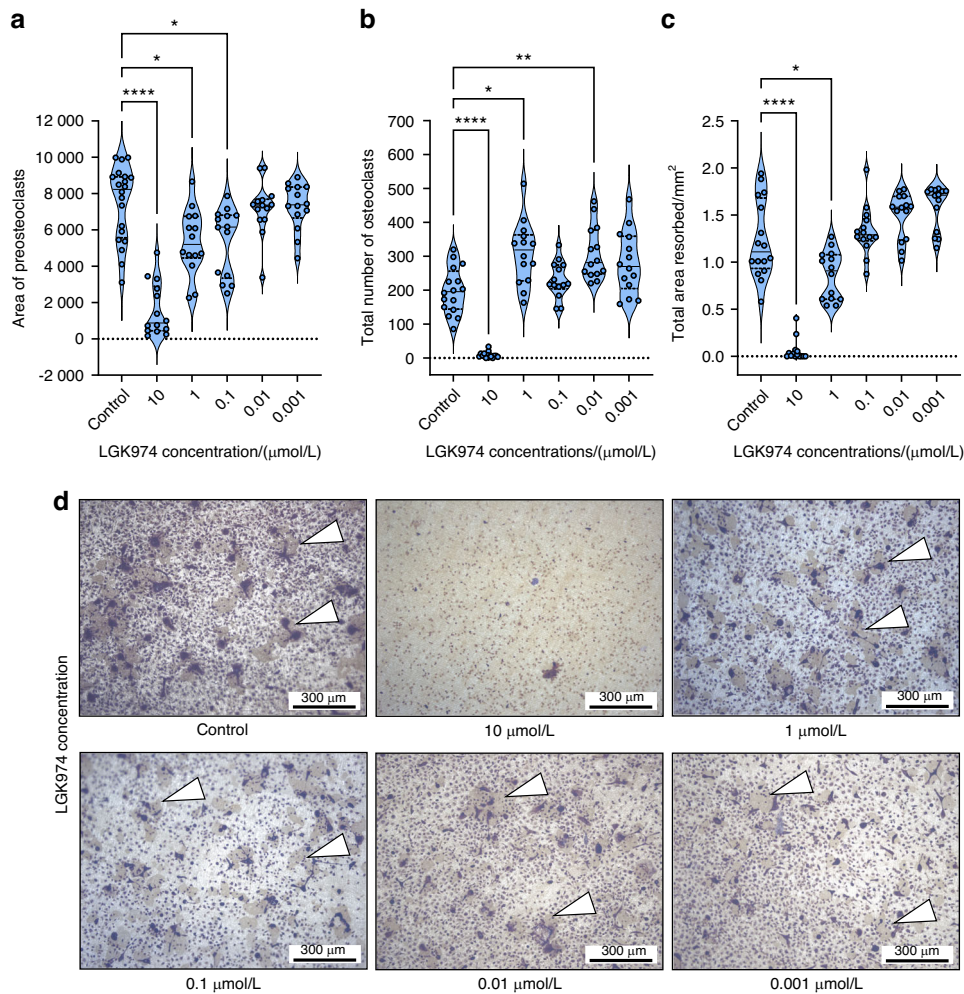 a
*
*
****
12 000
10 000
8 000
6 000
4 000
2 000
0
-2 000
Area of preosteoclasts
Control
10
1
0.1
0.01
0.001
LGK974 concentration/(μmol/L)
b
**
*
****
700
600
500
400
300
200
100
0
Total number of osteoclasts
Control
10
1
0.1
0.01
0.001
LGK974 concentrations/(μmol/L)
c
*
****
2.5
2.0
1.5
1.0
0.5
0.0
Total area resorbed/mm²
Control
10
1
0.1
0.01
0.001
LGK974 concentrations/(μmol/L)
d
LGK974 concentration
300 μm
300 μm
300 μm
Control
10 μmol/L
1 μmol/L
300 μm
300 μm
300 μm
0.1 μmol/L
0.01 μmol/L
0.001 μmol/L